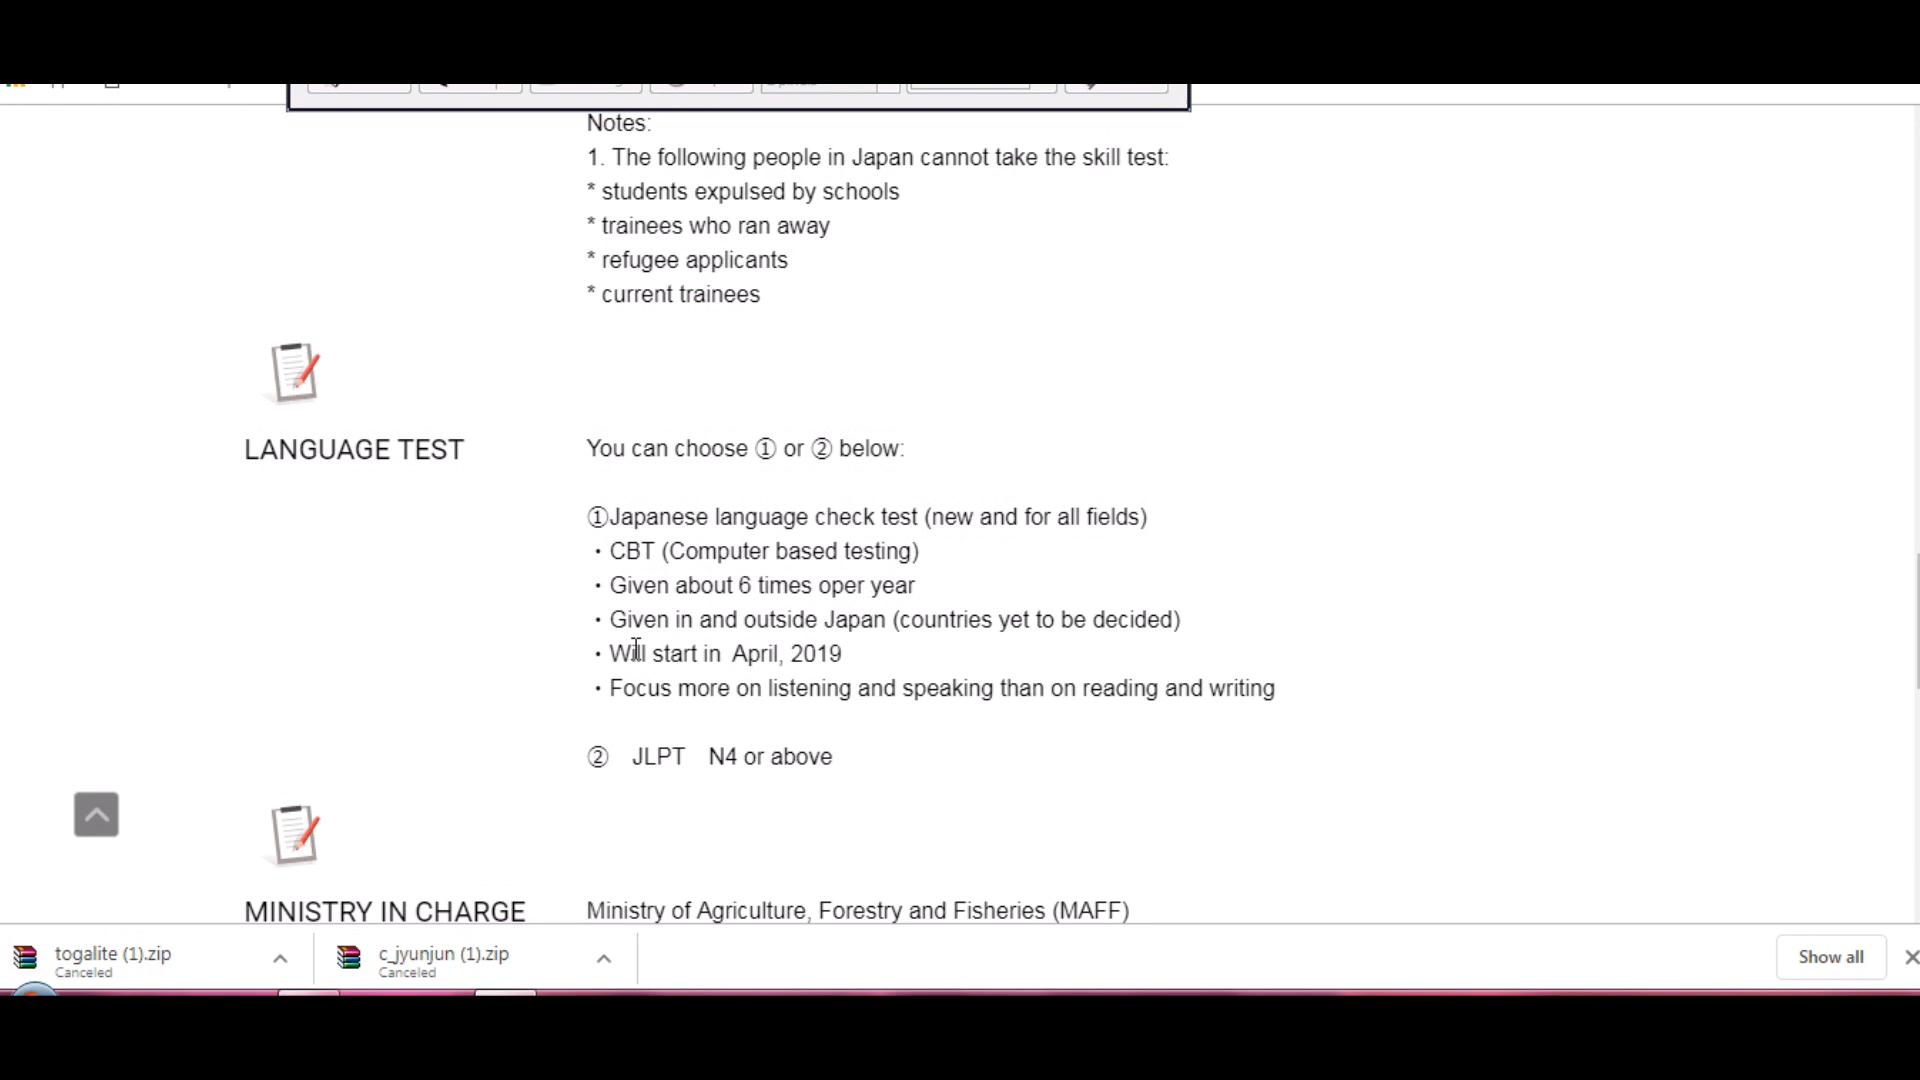 Notes:
1. The following people in Japan cannot take the skill test:
* students expulsed by schools
* trainees who ran away
* refugee applicants
* current trainees
LANGUAGE TEST
You can choose ① or ② below:
①Japanese language check test (new and for all fields)
・CBT (Computer based testing)
・Given about 6 times oper year
・Given in and outside Japan (countries yet to be decided)
・Will start in April, 2019
・Focus more on listening and speaking than on reading and writing
② JLPT N4 or above
MINISTRY IN CHARGE
Ministry of Agriculture, Forestry and Fisheries (MAFF)
togalite (1).zip
Canceled
c_jyunjun (1).zip
Canceled
Show all